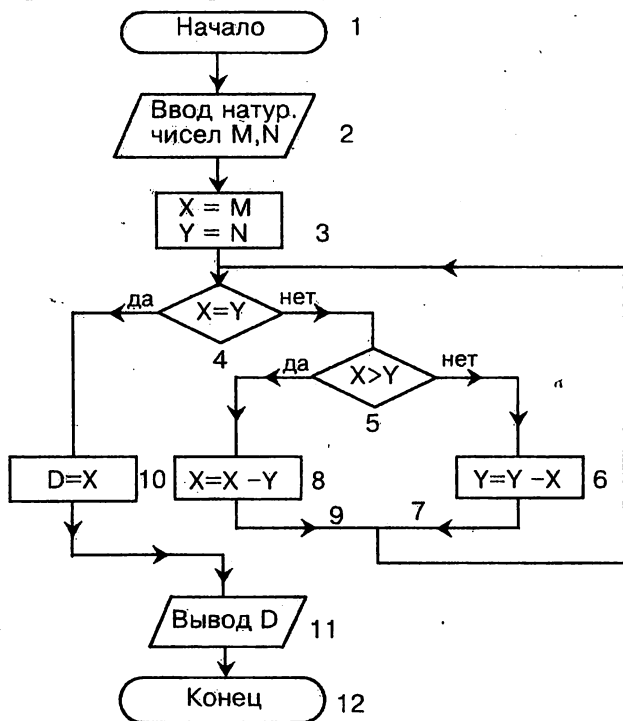 Начало 1
Ввод натур.
чисел M,N 2
X = M
Y = N 3
да X=Y нет
4
да X>Y нет
5
D=X 10 X=X –Y 8 Y=Y –X 6
9 7
Вывод D 11
Конец 12